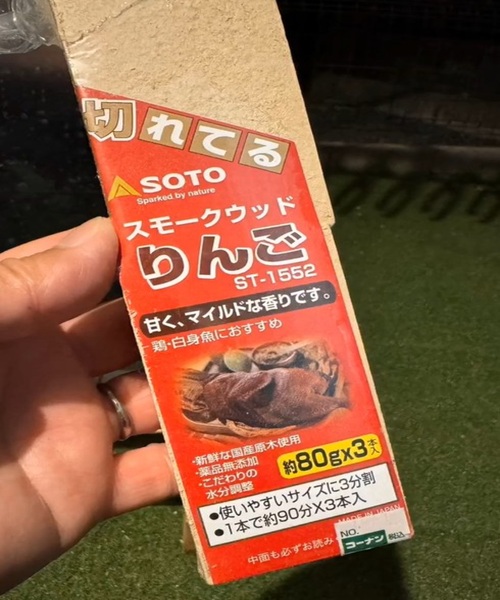 切れてる
SOTO
Sparked by nature
スモークウッド
りんご
ST-1552
甘く、マイルドな香りです。
鶏・白身魚におすすめ
・新鮮な国産原木使用
・薬品無添加
・こだわりの
水分調整
約80g×3本入
●使いやすいサイズに3分割
●1本で約90分×3本入
MADE IN JAPAN
中面も必ずお読み
NO.
コーナン 税込